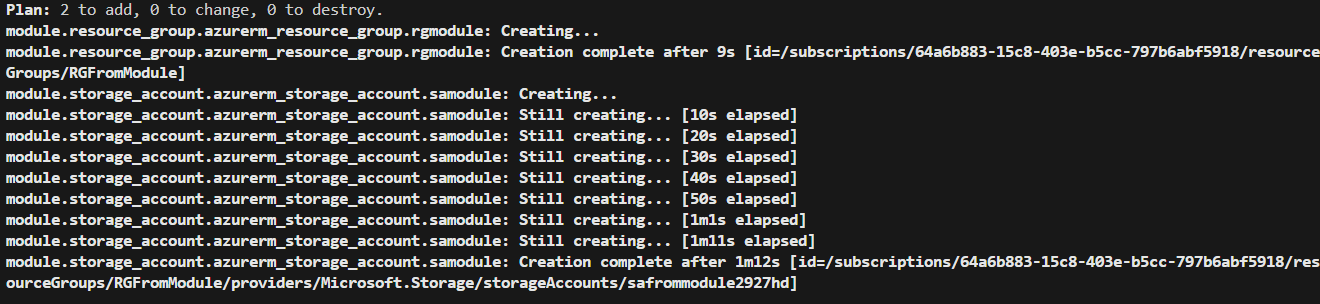 Plan: 2 to add, 0 to change, 0 to destroy.
module.resource_group.azurerm_resource_group.rgmodule: Creating...
module.resource_group.azurerm_resource_group.rgmodule: Creation complete after 9s [id=/subscriptions/64a6b883-15c8-403e-b5cc-797b6abf5918/resource
Groups/RGFromModule]
module.storage_account.azurerm_storage_account.samodule: Creating...
module.storage_account.azurerm_storage_account.samodule: Still creating... [10s elapsed]
module.storage_account.azurerm_storage_account.samodule: Still creating... [20s elapsed]
module.storage_account.azurerm_storage_account.samodule: Still creating... [30s elapsed]
module.storage_account.azurerm_storage_account.samodule: Still creating... [40s elapsed]
module.storage_account.azurerm_storage_account.samodule: Still creating... [50s elapsed]
module.storage_account.azurerm_storage_account.samodule: Still creating... [1m1s elapsed]
module.storage_account.azurerm_storage_account.samodule: Still creating... [1m11s elapsed]
module.storage_account.azurerm_storage_account.samodule: Creation complete after 1m12s [id=/subscriptions/64a6b883-15c8-403e-b5cc-797b6abf5918/res
ourceGroups/RGFromModule/providers/Microsoft.Storage/storageAccounts/safrommodule2927hd]